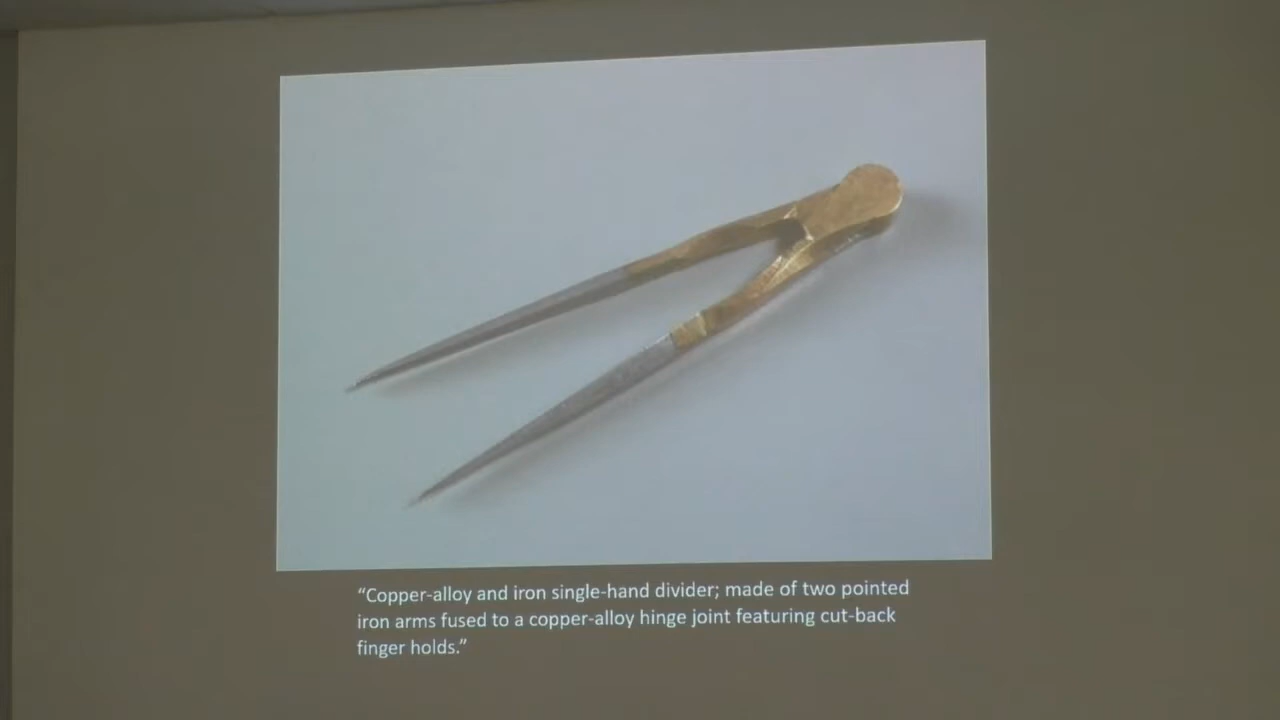 “Copper-alloy and iron single-hand divider; made of two pointed
iron arms fused to a copper-alloy hinge joint featuring cut-back
finger holds.”